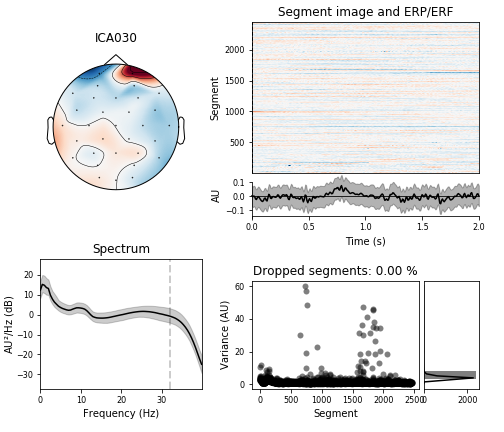 ICA030
Segment image and ERP/ERF
Segment
2000
1500
1000
500
AU
0.1
0.0
−0.1
0.0 0.5 1.0 1.5 2.0
Time (s)
Spectrum
AU²/Hz (dB)
20
10
0
−10
−20
−30
0 10 20 30
Frequency (Hz)
Dropped segments: 0.00 %
Variance (AU)
60
40
20
0
0 500 1000 1500 2000 2500
Segment
0 2000